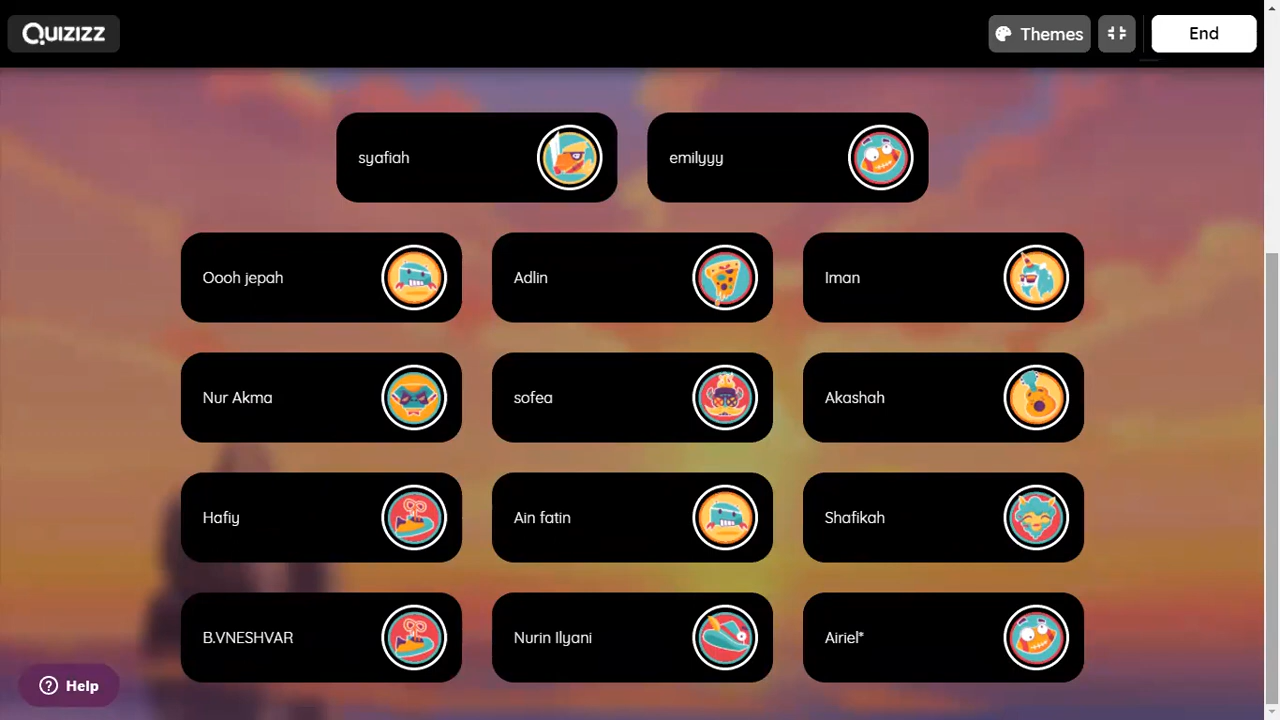 Quizizz
Themes
End
syafiah
emilyyy
Oooh jepah
Adlin
Iman
Nur Akma
sofea
Akashah
Hafiy
Ain fatin
Shafikah
B.VNESHVAR
Nurin Ilyani
Airiel*
? Help